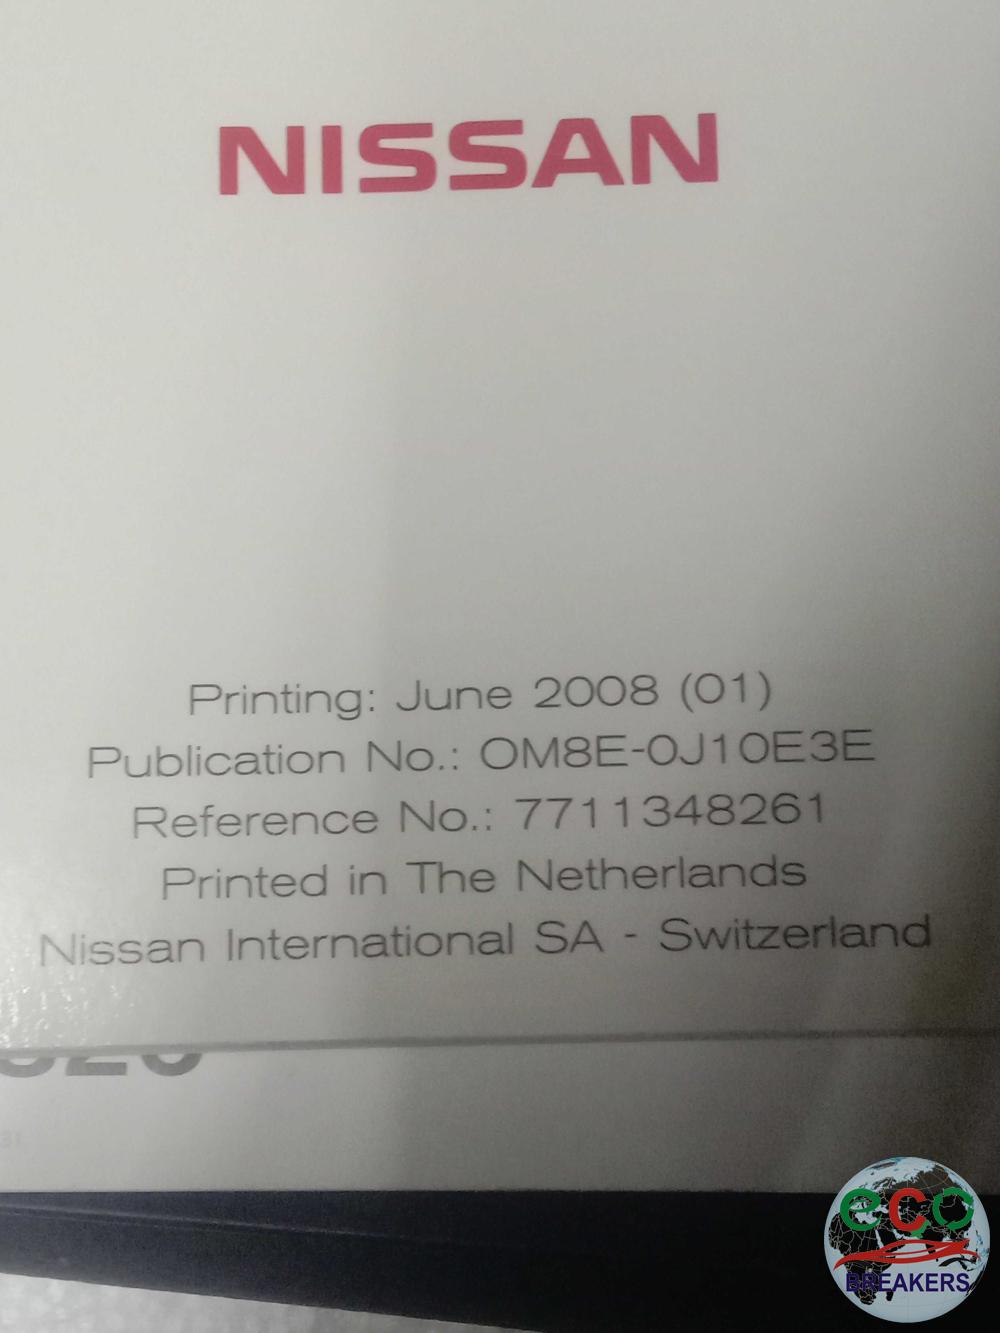 NISSAN
Printing: June 2008 (01)
Publication No.: OM8E-0J10E3E
Reference No.: 7711348261
Printed in The Netherlands
Nissan International SA - Switzerland
eco
BREAKERS